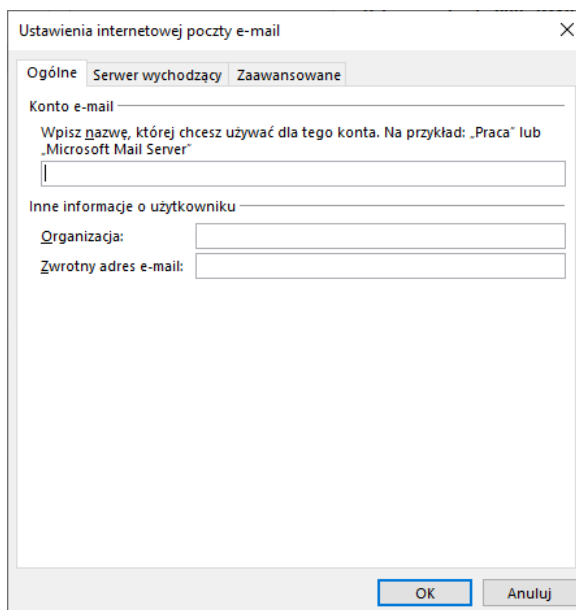 Ustawienia internetowej poczty e-mail
Ogólne Serwer wychodzący Zaawansowane
Konto e-mail
Wpisz nazwę, której chcesz używać dla tego konta. Na przykład: „Praca” lub
„Microsoft Mail Server”
Inne informacje o użytkowniku
Organizacja:
Zwrotny adres e-mail:
OK Anuluj